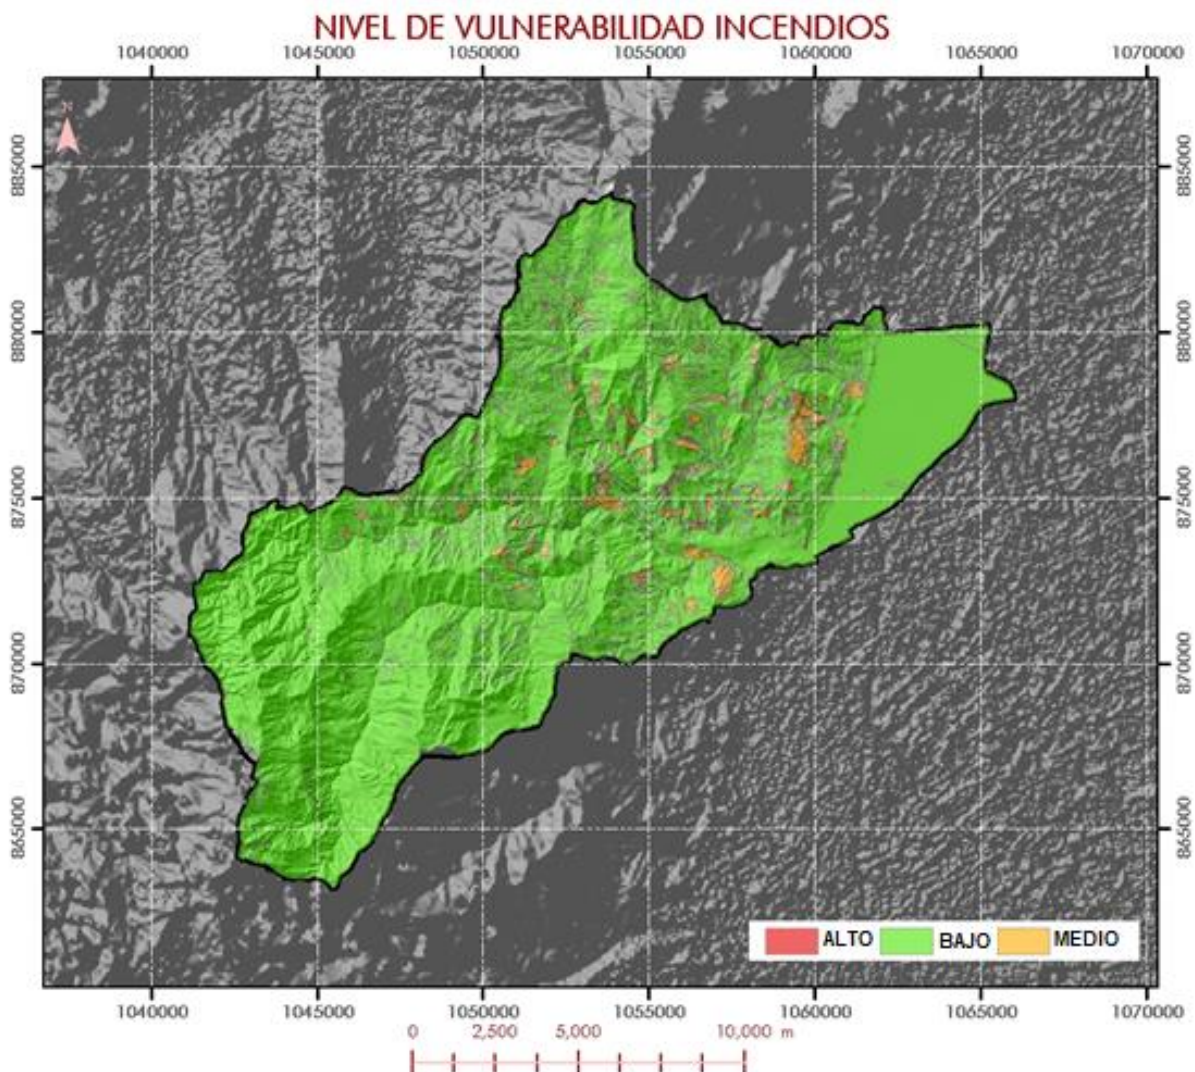 NIVEL DE VULNERABILIDAD INCENDIOS
1040000 1045000 1050000 1055000 1060000 1065000 1070000
N
885000 885000
880000 880000
875000 875000
870000 870000
865000 865000
ALTO BAJO MEDIO
1040000 1045000 1050000 1055000 1060000 1065000 1070000
0 2,500 5,000 10,000 m